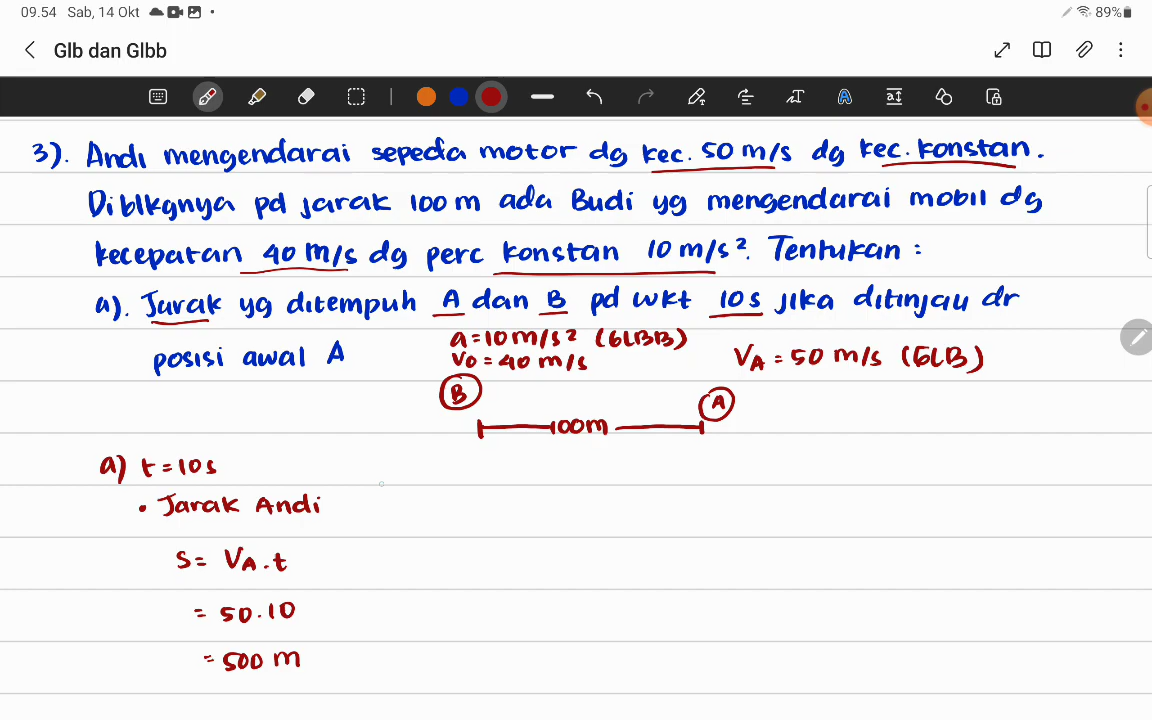 09.54 Sab, 14 Okt
89%
Glb dan Glbb
3). Andi mengendarai sepeda motor dg kec. 50 m/s dg kec. konstan.
Diblkgnya pd jarak 100 m ada Budi yg mengendarai mobil dg
kecepatan 40 m/s dg perc konstan 10 m/s². Tentukan :
a). Jarak yg ditempuh A dan B pd wkt 10s jika ditinjau dr
posisi awal A
a = 10 m/s² (GLBB)
Vo = 40 m/s
VA = 50 m/s (GLB)
B
A
100m
a) t = 10s
• Jarak Andi
S = VA . t
= 50 . 10
= 500 m